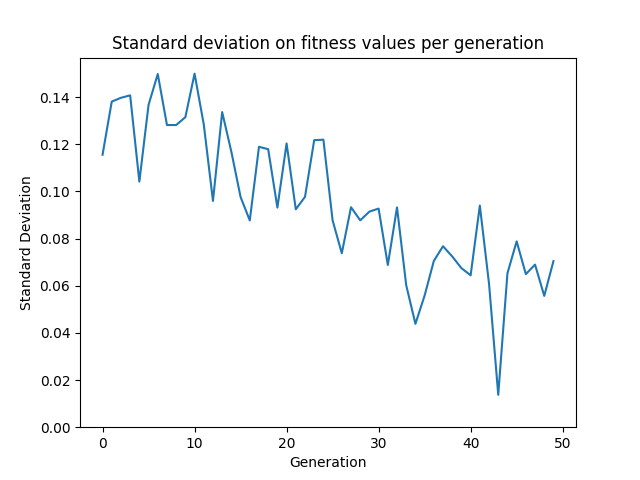 Standard deviation on fitness values per generation
0.14
0.12
0.10
0.08
0.06
0.04
0.02
0.00
Standard Deviation
0 10 20 30 40 50
Generation